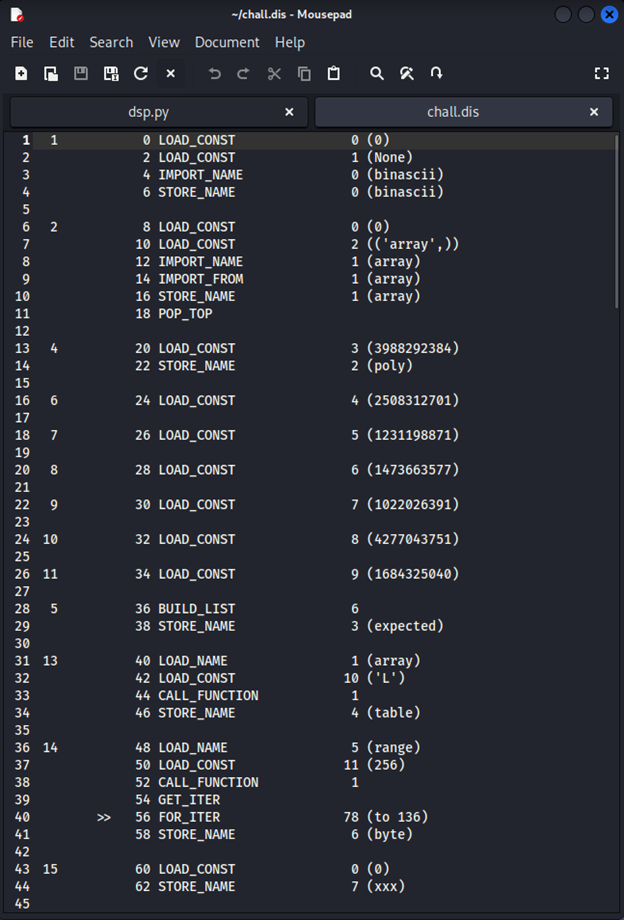 ~/chall.dis - Mousepad
File Edit Search View Document Help
dsp.py chall.dis
1 1 0 LOAD_CONST 0 (0)
2 2 LOAD_CONST 1 (None)
3 4 IMPORT_NAME 0 (binascii)
4 6 STORE_NAME 0 (binascii)
5
6 2 8 LOAD_CONST 0 (0)
7 10 LOAD_CONST 2 (('array',))
8 12 IMPORT_NAME 1 (array)
9 14 IMPORT_FROM 1 (array)
10 16 STORE_NAME 1 (array)
11 18 POP_TOP
12
13 4 20 LOAD_CONST 3 (3988292384)
14 22 STORE_NAME 2 (poly)
15
16 6 24 LOAD_CONST 4 (2508312701)
17
18 7 26 LOAD_CONST 5 (1231198871)
19
20 8 28 LOAD_CONST 6 (1473663577)
21
22 9 30 LOAD_CONST 7 (1022026391)
23
24 10 32 LOAD_CONST 8 (4277043751)
25
26 11 34 LOAD_CONST 9 (1684325040)
27
28 5 36 BUILD_LIST 6
29 38 STORE_NAME 3 (expected)
30
31 13 40 LOAD_NAME 1 (array)
32 42 LOAD_CONST 10 ('L')
33 44 CALL_FUNCTION 1
34 46 STORE_NAME 4 (table)
35
36 14 48 LOAD_NAME 5 (range)
37 50 LOAD_CONST 11 (256)
38 52 CALL_FUNCTION 1
39 54 GET_ITER
40 >> 56 FOR_ITER 78 (to 136)
41 58 STORE_NAME 6 (byte)
42
43 15 60 LOAD_CONST 0 (0)
44 62 STORE_NAME 7 (xxx)
45